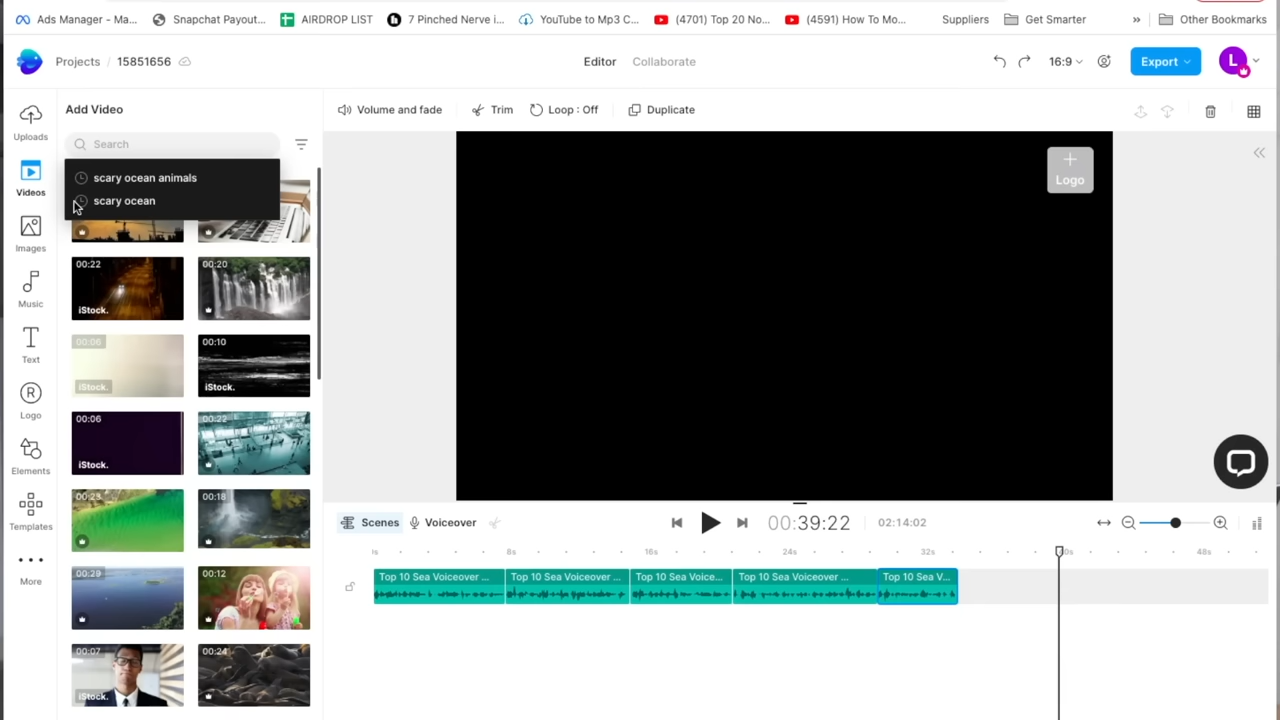 Ads Manager - Ma...
Snapchat Payout...
AIRDROP LIST
7 Pinched Nerve i...
YouTube to Mp3 C...
(4701) Top 20 No...
(4591) How To Mo...
Suppliers
Get Smarter
»
Other Bookmarks
Projects / 15851656
Editor
Collaborate
16:9
Export
L
Uploads
Videos
Images
Music
Text
Logo
Elements
Templates
More
Add Video
Search
scary ocean animals
scary ocean
00:22
iStock.
00:20
00:06
iStock.
00:10
iStock.
00:06
iStock.
00:22
00:23
00:18
00:29
00:12
00:07
iStock.
00:24
Volume and fade
Trim
Loop : Off
Duplicate
+
Logo
Scenes
Voiceover
00:39:22
02:14:02
8s
16s
24s
32s
48s
Top 10 Sea Voiceover ...
Top 10 Sea Voiceover ...
Top 10 Sea Voice...
Top 10 Sea Voiceover ...
Top 10 Sea V...